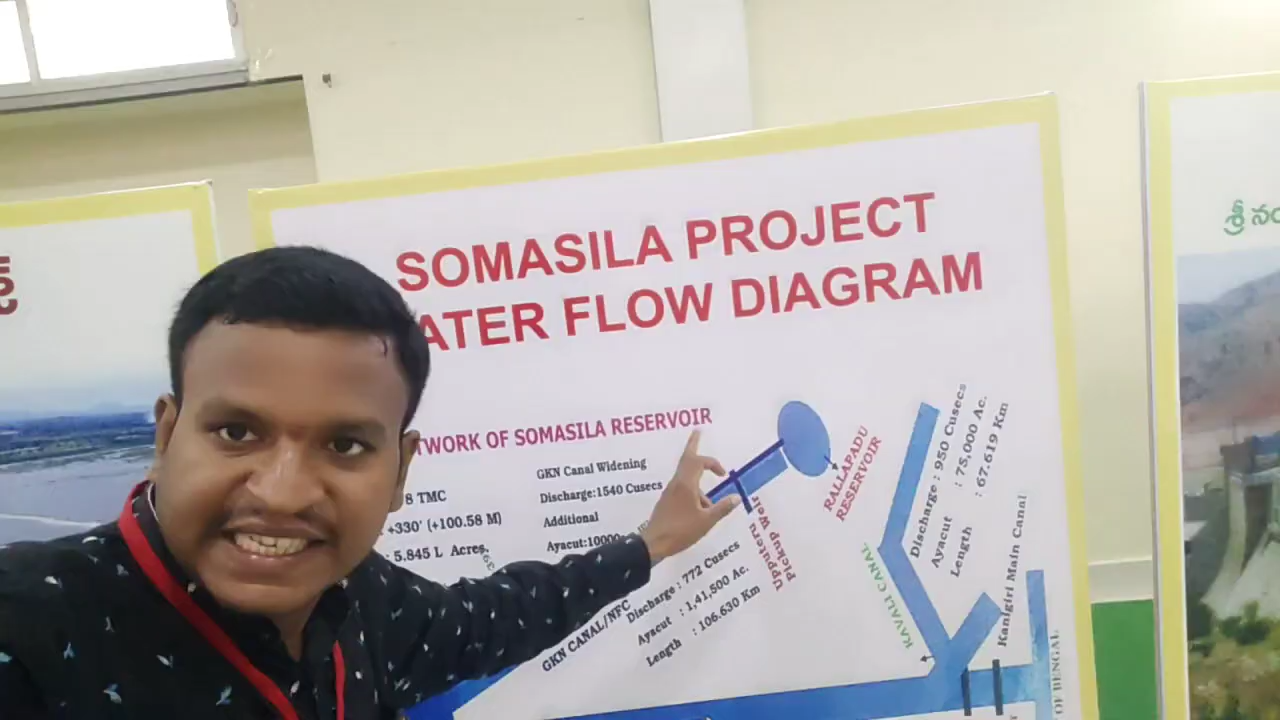 SOMASILA PROJECT
ATER FLOW DIAGRAM
TWORK OF SOMASILA RESERVOIR
8 TMC
+330' (+100.58 M)
: 5.845 L Acres.
GKN Canal Widening
Discharge:1540 Cusecs
Additional
Ayacut:10000
GKN CANAL/NFC
Discharge : 772 Cusecs
Ayacut : 1,41,500 Ac.
Length : 106.630 Km
Upputeru
Pickup Weir
RALLAPADU
RESERVOIR
KAVALI CANAL
Discharge : 950 Cusecs
Ayacut : 75,000 Ac.
Length : 67.619 Km
Kanigiri Main Canal
OF BENGAL
శ్రీ